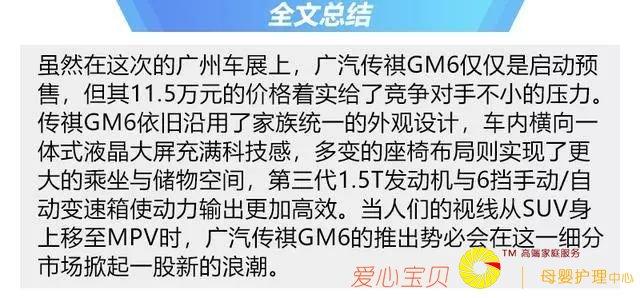 全文总结
虽然在这次的广州车展上，广汽传祺GM6仅仅是启动预
售，但其11.5万元的价格着实给了竞争对手不小的压力。
传祺GM6依旧沿用了家族统一的外观设计，车内横向一
体式液晶大屏充满科技感，多变的座椅布局则实现了更
大的乘坐与储物空间，第三代1.5T发动机与6挡手动/自
动变速箱使动力输出更加高效。当人们的视线从SUV身
上移至MPV时，广汽传祺GM6的推出势必会在这一细分
市场掀起一股新的浪潮。
爱心宝贝
TM 高端家庭服务
母婴护理中心